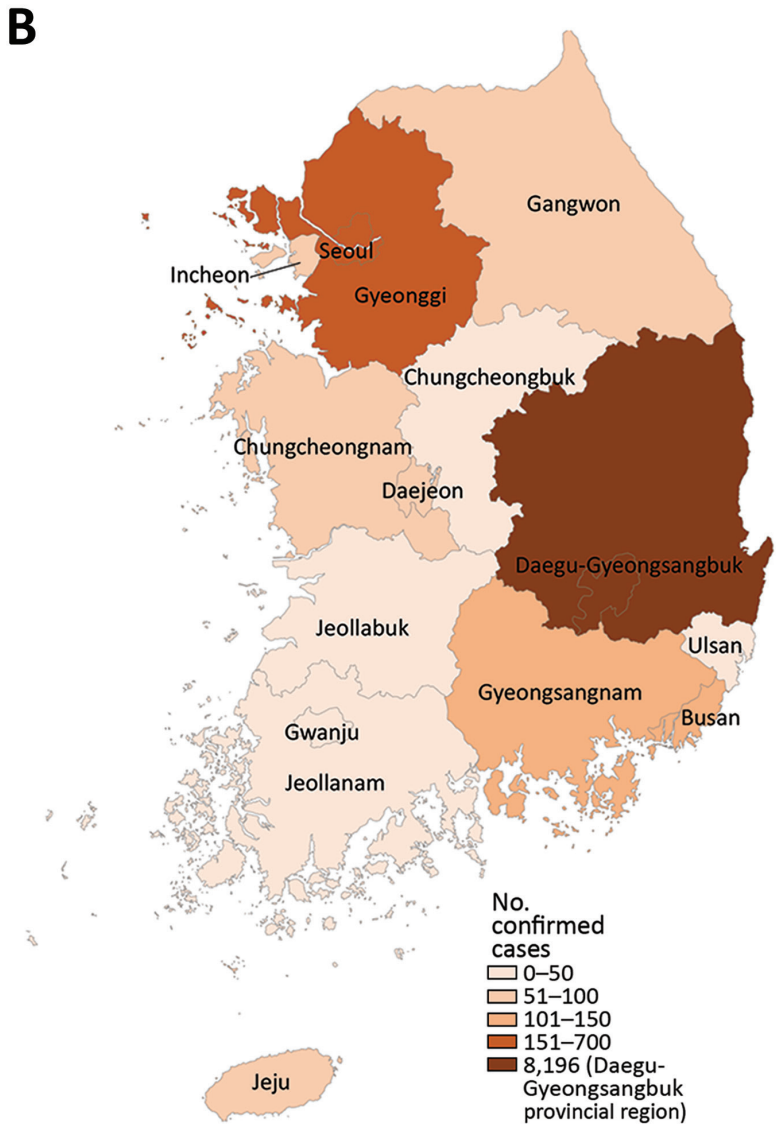 B
Gangwon
Seoul
Incheon
Gyeonggi
Chungcheongbuk
Chungcheongnam
Daejeon
Daegu-Gyeongsangbuk
Jeollabuk
Ulsan
Gyeongsangnam
Busan
Gwanju
Jeollanam
No.
confirmed
cases
0–50
51–100
101–150
151–700
8,196 (Daegu-
Gyeongsangbuk
provincial region)
Jeju